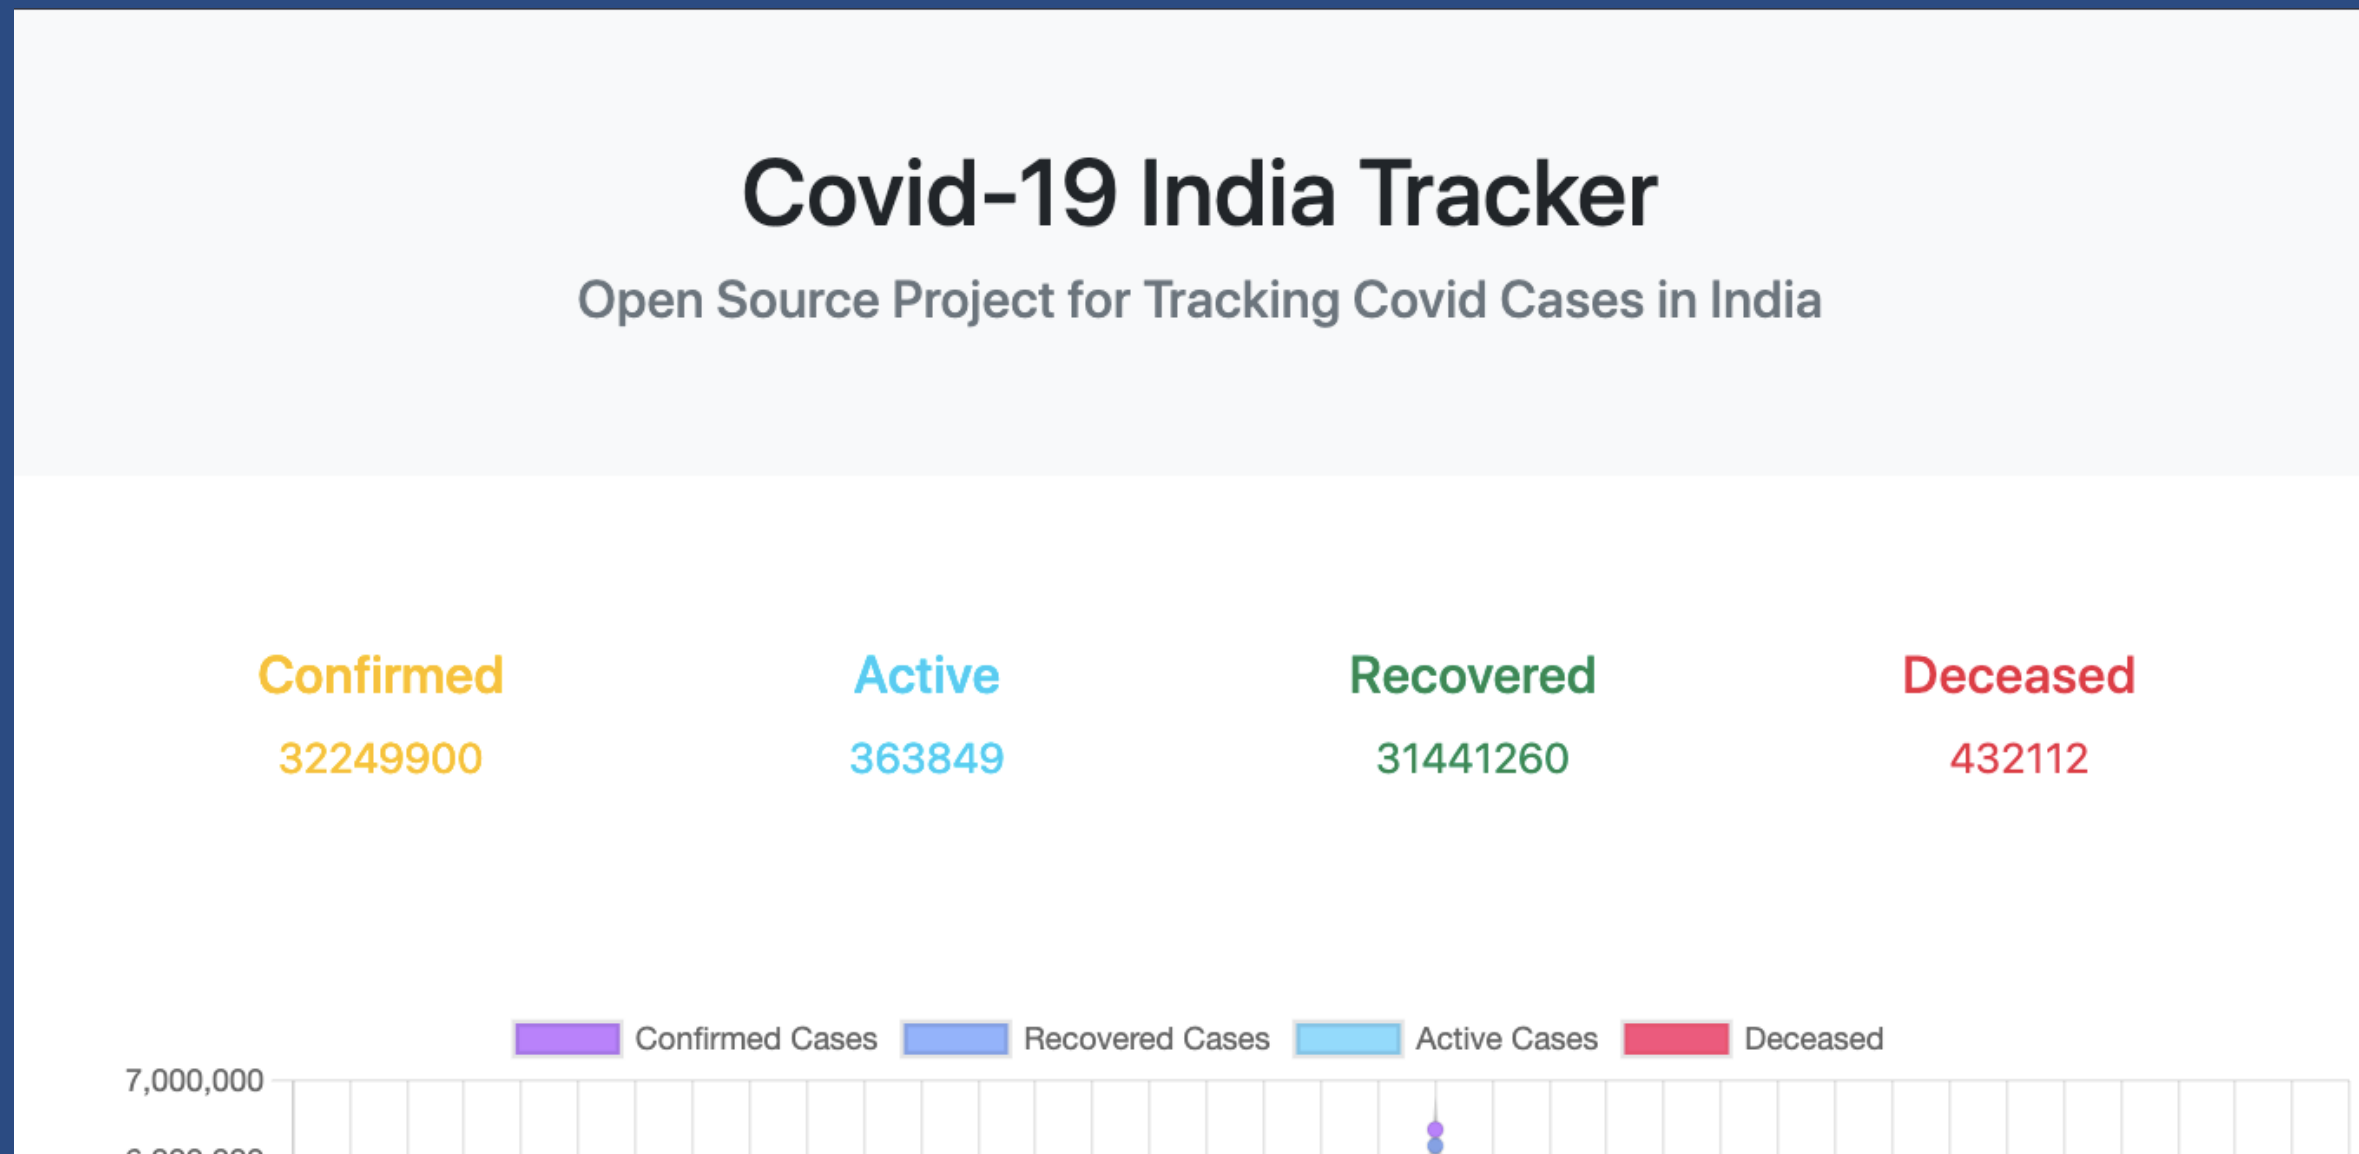 Covid-19 India Tracker
Open Source Project for Tracking Covid Cases in India
Confirmed Active Recovered Deceased
32249900 363849 31441260 432112
Confirmed Cases Recovered Cases Active Cases Deceased
7,000,000